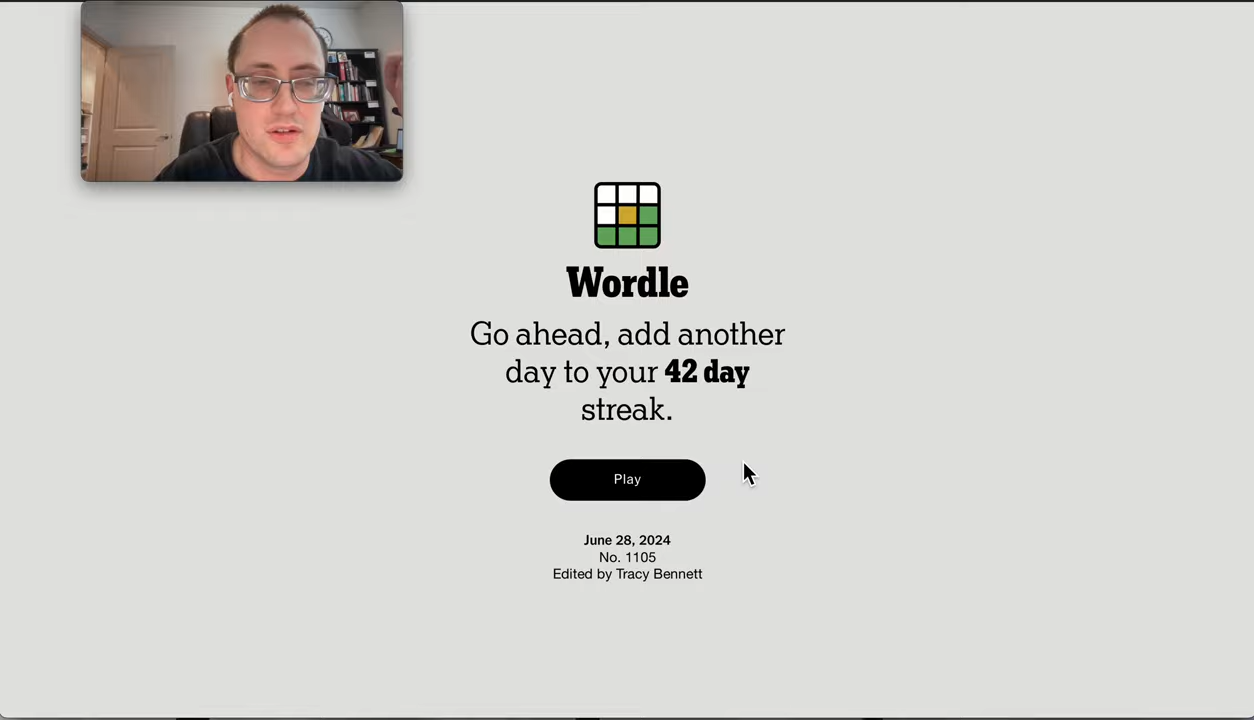 Wordle
Go ahead, add another
day to your 42 day
streak.
Play
June 28, 2024
No. 1105
Edited by Tracy Bennett